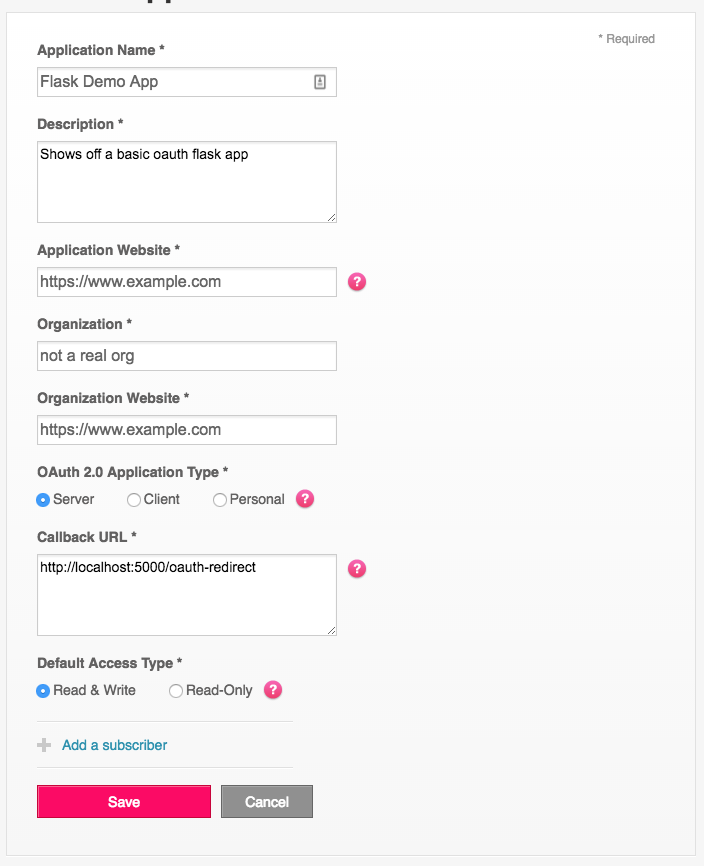 * Required
Application Name *
Flask Demo App
Description *
Shows off a basic oauth flask app
Application Website *
https://www.example.com
?
Organization *
not a real org
Organization Website *
https://www.example.com
OAuth 2.0 Application Type *
Server Client Personal ?
Callback URL *
http://localhost:5000/oauth-redirect
?
Default Access Type *
Read & Write Read-Only ?
Add a subscriber
Save Cancel